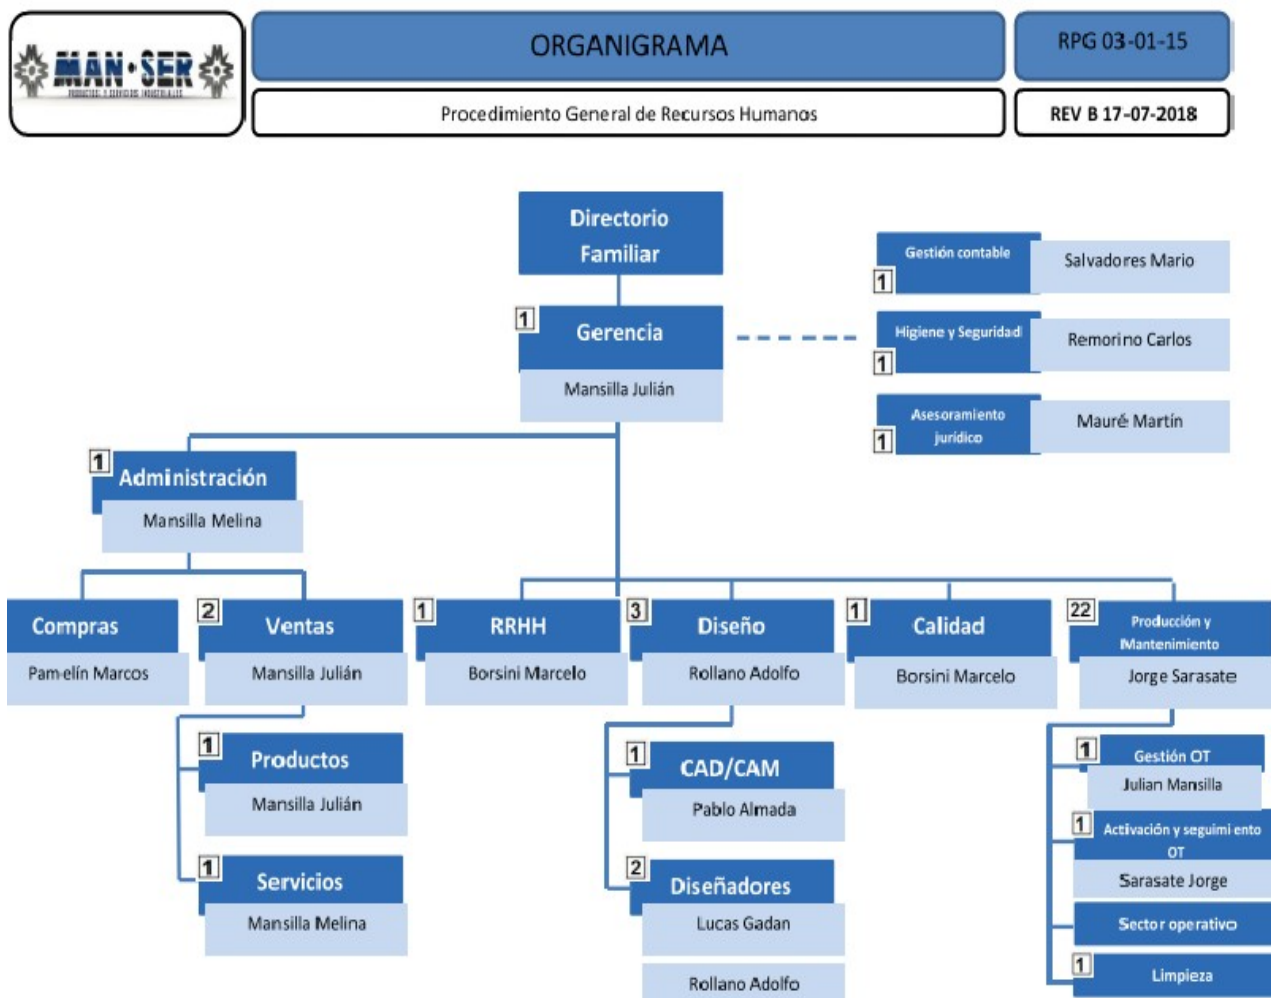 MAN·SER
PRODUCTOS Y SERVICIOS INDUSTRIALES
ORGANIGRAMA
RPG 03-01-15
Procedimiento General de Recursos Humanos
REV B 17-07-2018
Directorio
Familiar
1
Gerencia
Mansilla Julián
Gestión contable
1
Salvadores Mario
Higiene y Seguridad
1
Remorino Carlos
Asesoramiento
jurídico
1
Mauré Martín
1
Administración
Mansilla Melina
Compras
Pamelín Marcos
2
Ventas
Mansilla Julián
1
RRHH
Borsini Marcelo
3
Diseño
Rollano Adolfo
1
Calidad
Borsini Marcelo
22
Producción y
Mantenimiento
Jorge Sarasate
1
Productos
Mansilla Julián
1
Servicios
Mansilla Melina
1
CAD/CAM
Pablo Almada
2
Diseñadores
Lucas Gadan
Rollano Adolfo
1
Gestión OT
Julian Mansilla
1
Activación y seguimiento
OT
Sarasate Jorge
Sector operativo
1
Limpieza